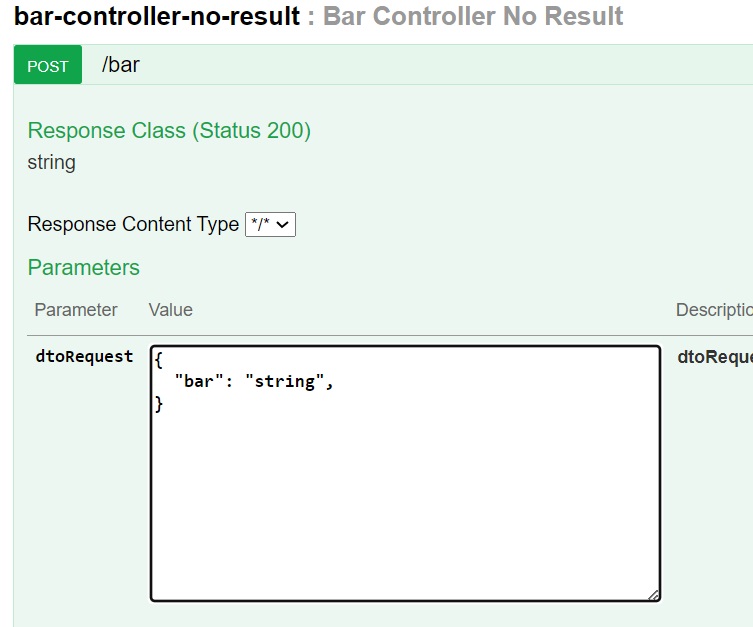 bar-controller-no-result : Bar Controller No Result
POST /bar
Response Class (Status 200)
string
Response Content Type */*
Parameters
Parameter Value Descriptio
dtoRequest { dtoReque
"bar": "string",
}